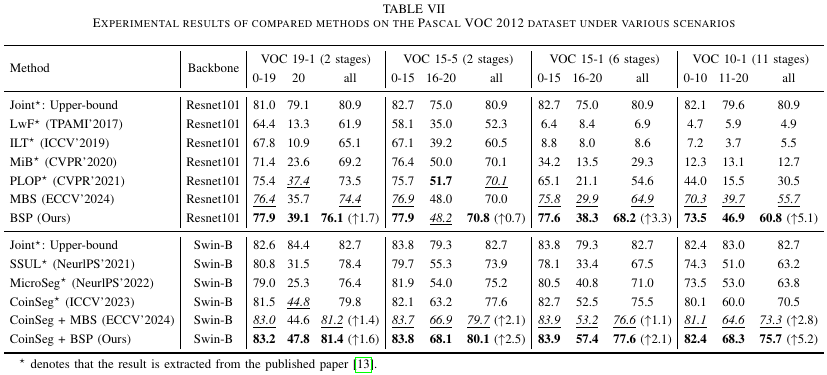 TABLE VII
EXPERIMENTAL RESULTS OF COMPARED METHODS ON THE PASCAL VOC 2012 DATASET UNDER VARIOUS SCENARIOS
Method Backbone VOC 19-1 (2 stages) VOC 15-5 (2 stages) VOC 15-1 (6 stages) VOC 10-1 (11 stages)
0-19 20 all 0-15 16-20 all 0-15 16-20 all 0-10 11-20 all
Joint*: Upper-bound Resnet101 81.0 79.1 80.9 82.7 75.0 80.9 82.7 75.0 80.9 82.1 79.6 80.9
LwF* (TPAMI'2017) Resnet101 64.4 13.3 61.9 58.1 35.0 52.3 6.4 8.4 6.9 4.7 5.9 4.9
ILT* (ICCV'2019) Resnet101 67.8 10.9 65.1 67.1 39.2 60.5 8.8 8.0 8.6 7.2 3.7 5.5
MiB* (CVPR'2020) Resnet101 71.4 23.6 69.2 76.4 50.0 70.1 34.2 13.5 29.3 12.3 13.1 12.7
PLOP* (CVPR'2021) Resnet101 75.4 37.4 73.5 75.7 51.7 70.1 65.1 21.1 54.6 44.0 15.5 30.5
MBS (ECCV'2024) Resnet101 76.4 35.7 74.4 76.9 48.0 70.0 75.8 29.9 64.9 70.3 39.7 55.7
BSP (Ours) Resnet101 77.9 39.1 76.1 (↑1.7) 77.9 48.2 70.8 (↑0.7) 77.6 38.3 68.2 (↑3.3) 73.5 46.9 60.8 (↑5.1)
Joint*: Upper-bound Swin-B 82.6 84.4 82.7 83.8 79.3 82.7 83.8 79.3 82.7 82.4 83.0 82.7
SSUL* (NeurlPS'2021) Swin-B 80.8 31.5 78.4 79.7 55.3 73.9 78.1 33.4 67.5 74.3 51.0 63.2
MicroSeg* (NeurlPS'2022) Swin-B 79.0 25.3 76.4 81.9 54.0 75.2 80.5 40.8 71.0 73.5 53.0 63.8
CoinSeg* (ICCV'2023) Swin-B 81.5 44.8 79.8 82.1 63.2 77.6 82.7 52.5 75.5 80.1 60.0 70.5
CoinSeg + MBS (ECCV'2024) Swin-B 83.0 44.6 81.2 (↑1.4) 83.7 66.9 79.7 (↑2.1) 83.9 53.2 76.6 (↑1.1) 81.1 64.6 73.3 (↑2.8)
CoinSeg + BSP (Ours) Swin-B 83.2 47.8 81.4 (↑1.6) 83.8 68.1 80.1 (↑2.5) 83.9 57.4 77.6 (↑2.1) 82.4 68.3 75.7 (↑5.2)
* denotes that the result is extracted from the published paper [13].